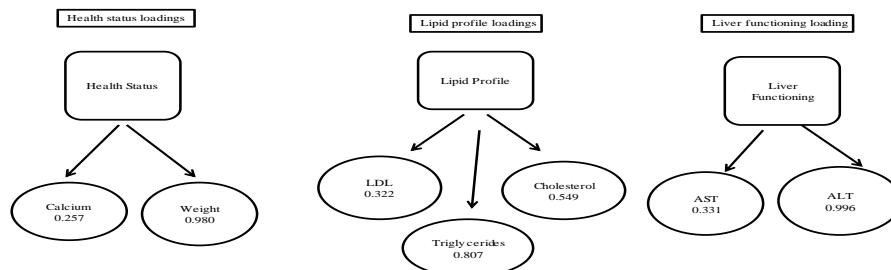 Health status loadings
Lipid profile loadings
Liver functioning loading
Health Status
Lipid Profile
Liver
Functioning
Calcium
0.257
Weight
0.980
LDL
0.322
Triglycerides
0.807
Cholesterol
0.549
AST
0.331
ALT
0.996